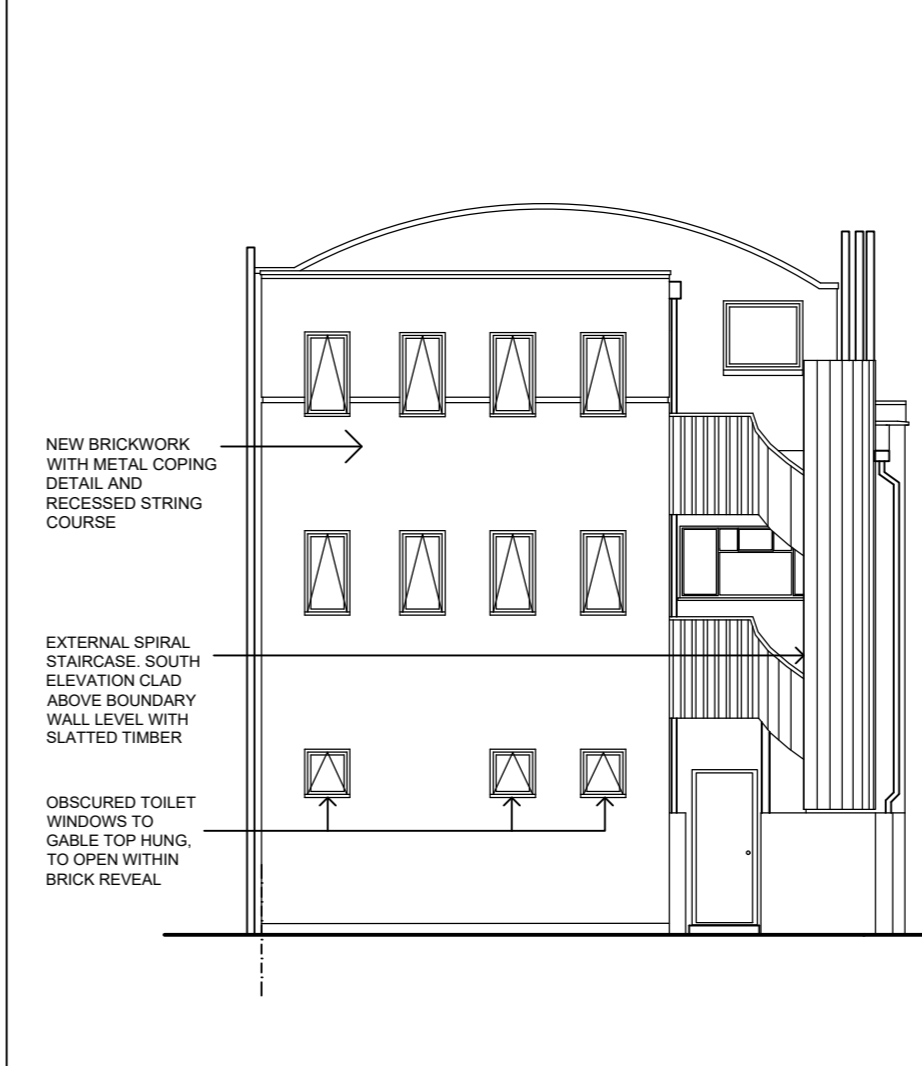 NEW BRICKWORK
WITH METAL COPING
DETAIL AND
RECESSED STRING
COURSE
EXTERNAL SPIRAL
STAIRCASE. SOUTH
ELEVATION CLAD
ABOVE BOUNDARY
WALL LEVEL WITH
SLATTED TIMBER
OBSCURED TOILET
WINDOWS TO
GABLE TOP HUNG,
TO OPEN WITHIN
BRICK REVEAL